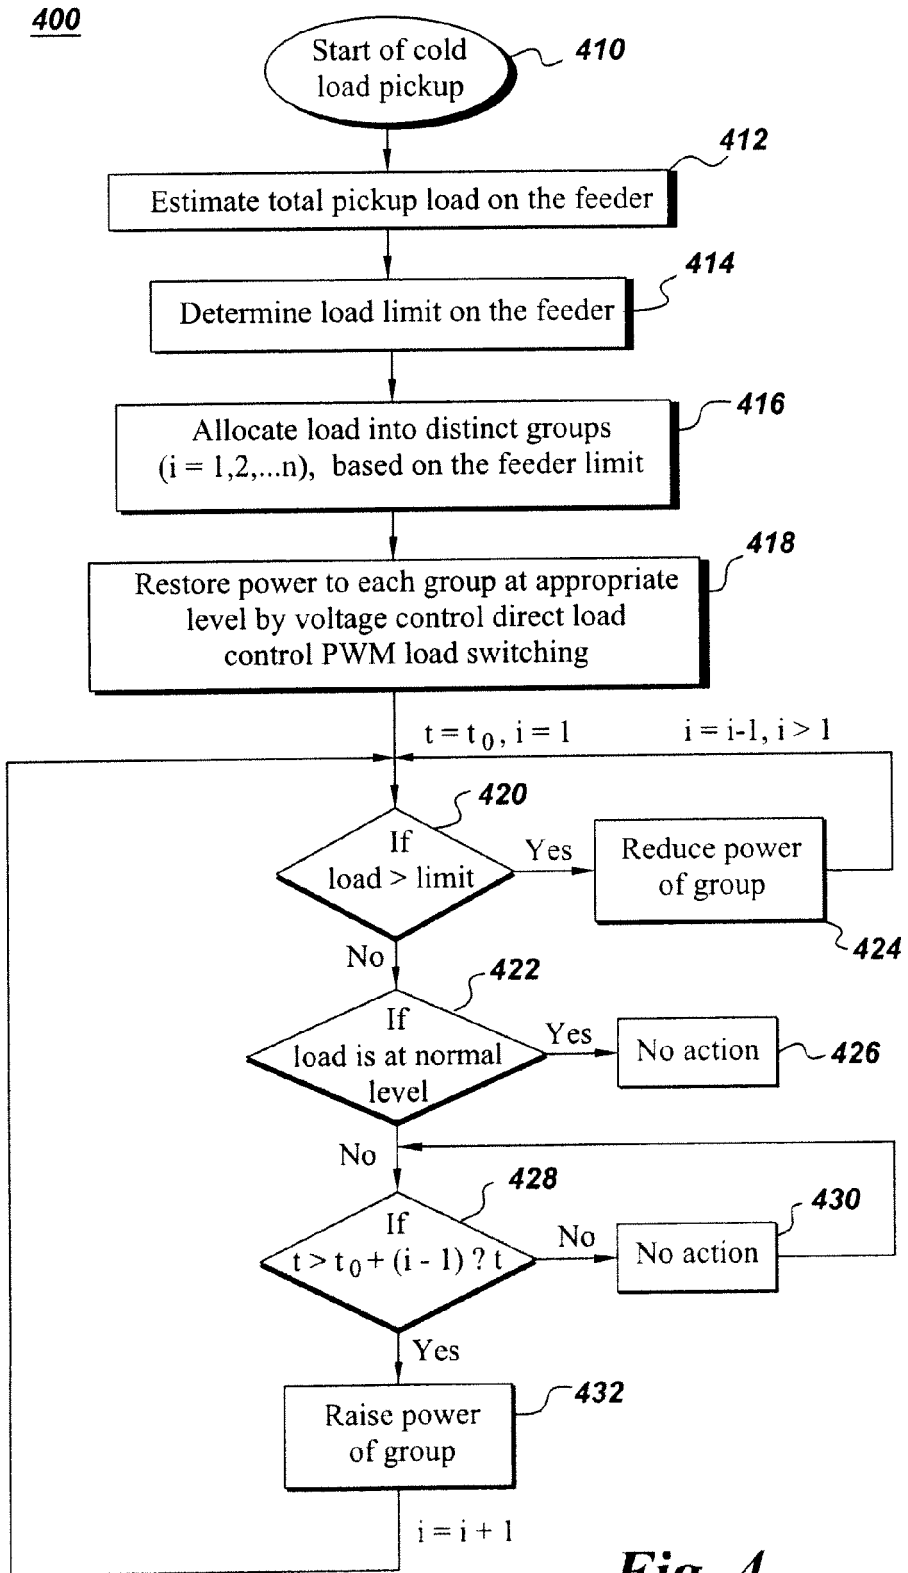 400
Start of cold
load pickup
410
412
Estimate total pickup load on the feeder
414
Determine load limit on the feeder
416
Allocate load into distinct groups
(i = 1,2,...n), based on the feeder limit
418
Restore power to each group at appropriate
level by voltage control direct load
control PWM load switching
t = t0, i = 1
i = i-1, i > 1
420
If
load > limit
Yes
Reduce power
of group
424
No
422
If
load is at normal
level
Yes
No action
426
No
428
If
t > t0 + (i - 1) ? t
No
430
No action
Yes
432
Raise power
of group
i = i + 1
Fig. 4